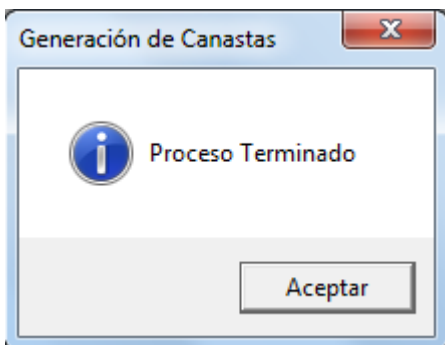 Generación de Canastas
Proceso Terminado
Aceptar